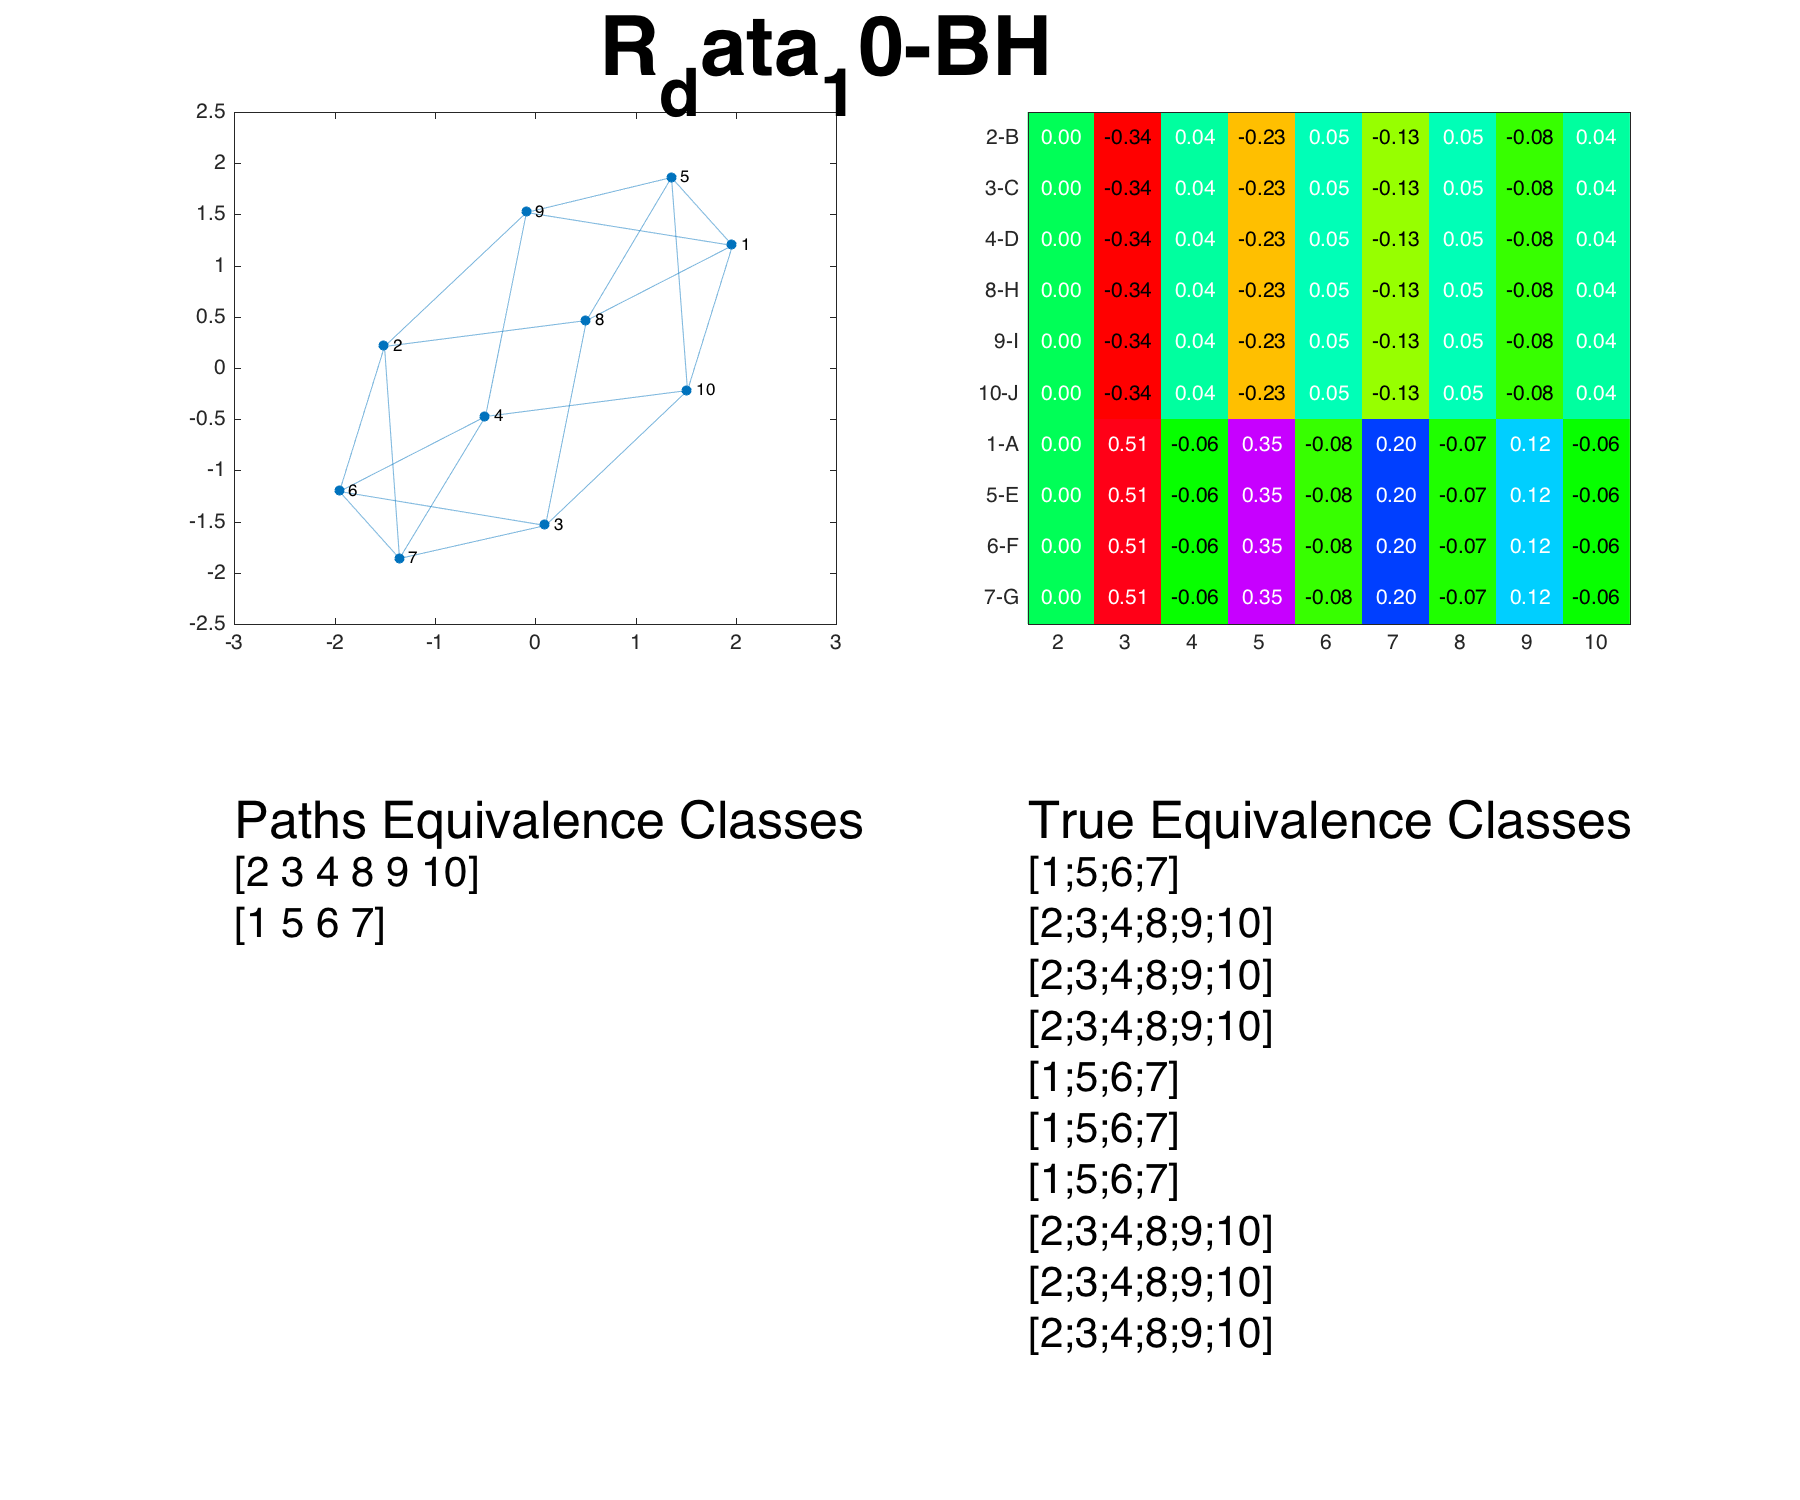 R_data_10-BH
2.5
2
1.5
1
0.5
0
-0.5
-1
-1.5
-2
-2.5
-3 -2 -1 0 1 2 3
5
9
1
8
2
10
4
6
3
7
2-B 0.00 -0.34 0.04 -0.23 0.05 -0.13 0.05 -0.08 0.04
3-C 0.00 -0.34 0.04 -0.23 0.05 -0.13 0.05 -0.08 0.04
4-D 0.00 -0.34 0.04 -0.23 0.05 -0.13 0.05 -0.08 0.04
8-H 0.00 -0.34 0.04 -0.23 0.05 -0.13 0.05 -0.08 0.04
9-I 0.00 -0.34 0.04 -0.23 0.05 -0.13 0.05 -0.08 0.04
10-J 0.00 -0.34 0.04 -0.23 0.05 -0.13 0.05 -0.08 0.04
1-A 0.00 0.51 -0.06 0.35 -0.08 0.20 -0.07 0.12 -0.06
5-E 0.00 0.51 -0.06 0.35 -0.08 0.20 -0.07 0.12 -0.06
6-F 0.00 0.51 -0.06 0.35 -0.08 0.20 -0.07 0.12 -0.06
7-G 0.00 0.51 -0.06 0.35 -0.08 0.20 -0.07 0.12 -0.06
2 3 4 5 6 7 8 9 10
Paths Equivalence Classes
[2 3 4 8 9 10]
[1 5 6 7]
True Equivalence Classes
[1;5;6;7]
[2;3;4;8;9;10]
[2;3;4;8;9;10]
[2;3;4;8;9;10]
[1;5;6;7]
[1;5;6;7]
[1;5;6;7]
[2;3;4;8;9;10]
[2;3;4;8;9;10]
[2;3;4;8;9;10]